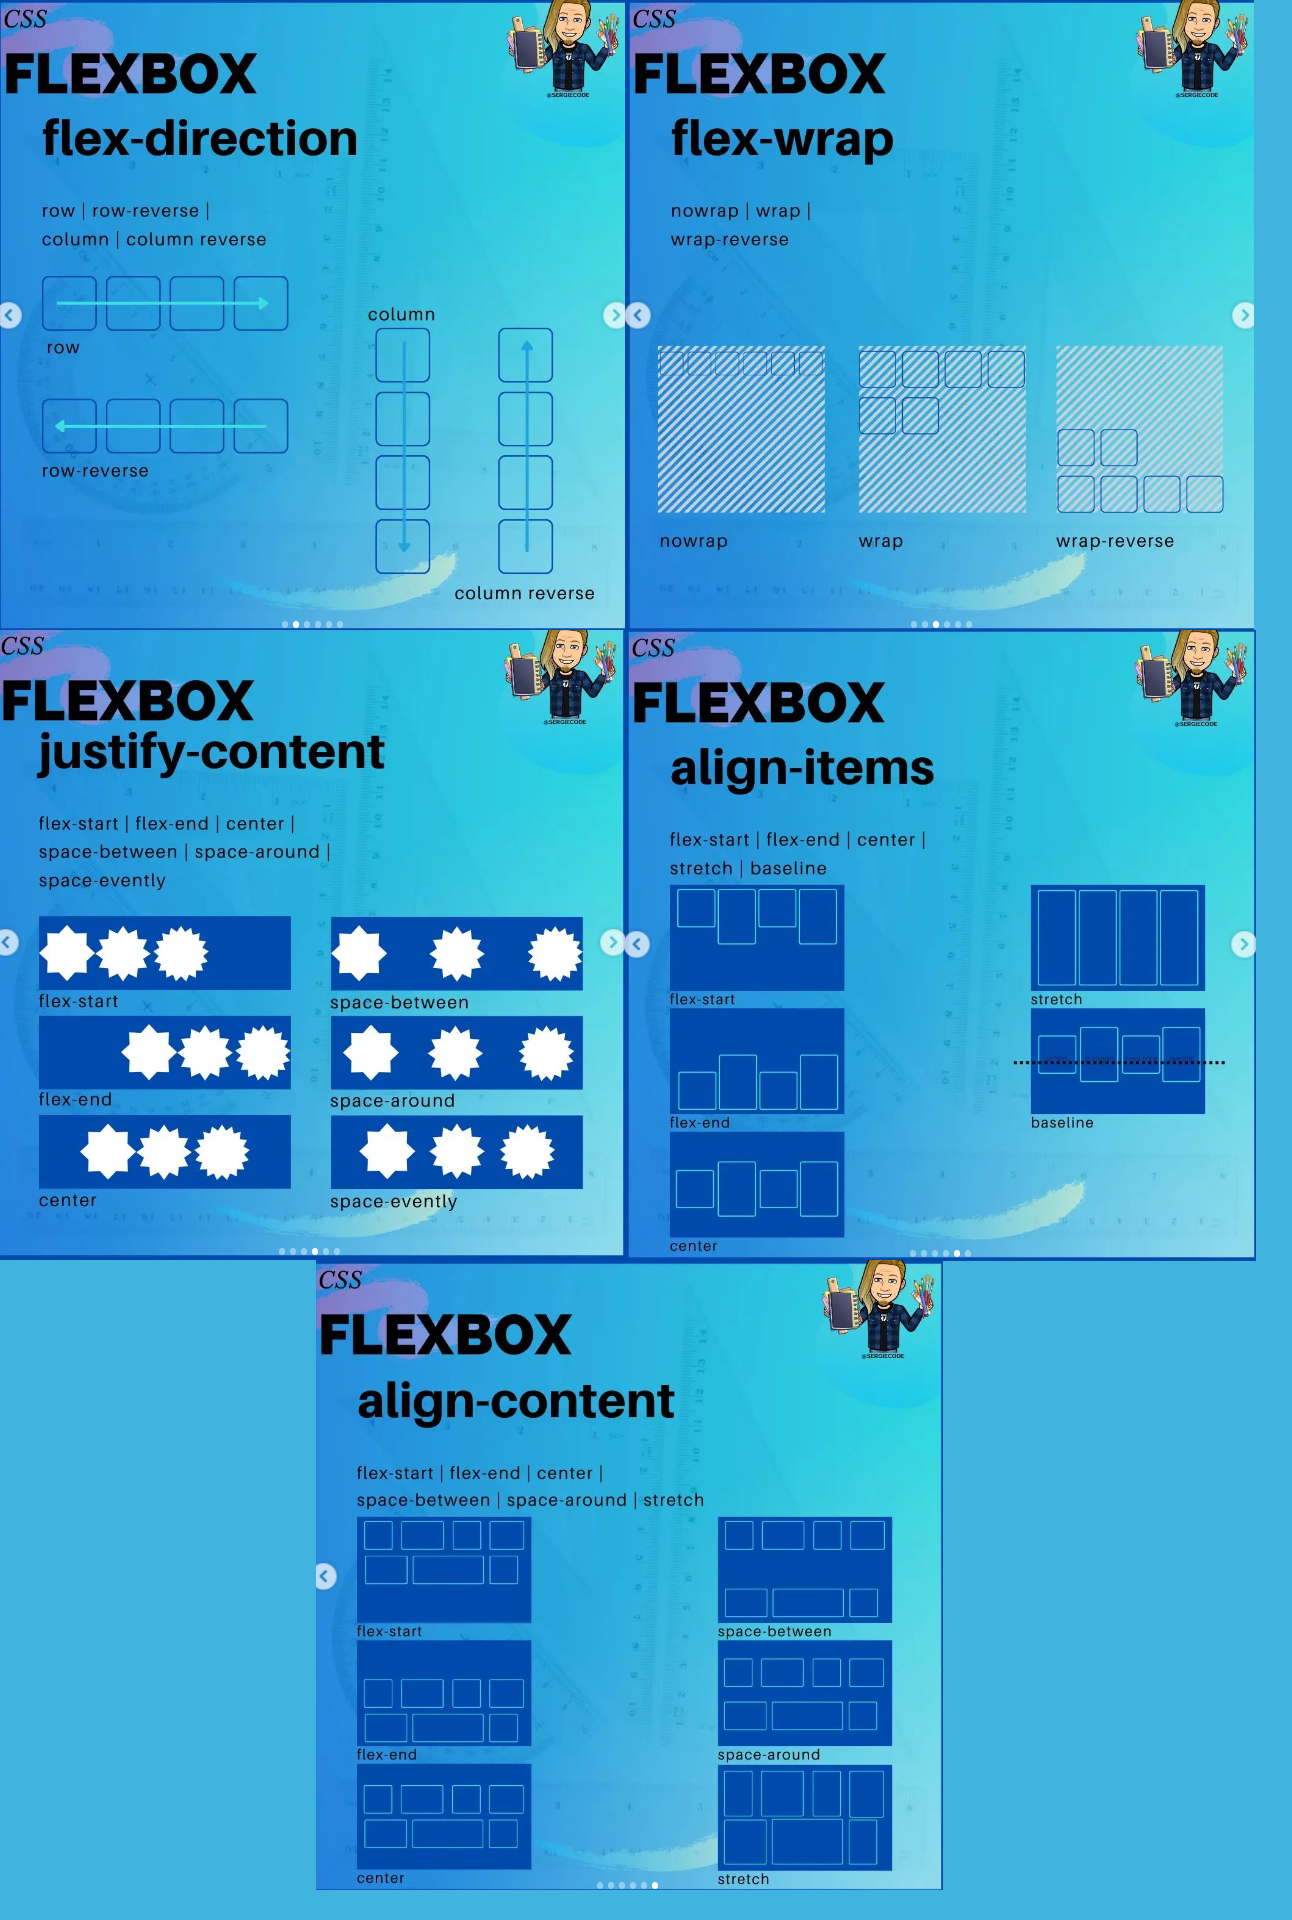 CSS
FLEXBOX
flex-direction
row | row-reverse |
column | column reverse
row
row-reverse
column
column reverse
@SERGIECODE
CSS
FLEXBOX
flex-wrap
nowrap | wrap |
wrap-reverse
nowrap
wrap
wrap-reverse
@SERGIECODE
CSS
FLEXBOX
justify-content
flex-start | flex-end | center |
space-between | space-around |
space-evently
flex-start
space-between
flex-end
space-around
center
space-evently
@SERGIECODE
CSS
FLEXBOX
align-items
flex-start | flex-end | center |
stretch | baseline
flex-start
stretch
flex-end
baseline
center
@SERGIECODE
CSS
FLEXBOX
align-content
flex-start | flex-end | center |
space-between | space-around | stretch
flex-start
space-between
flex-end
space-around
center
stretch
@SERGIECODE